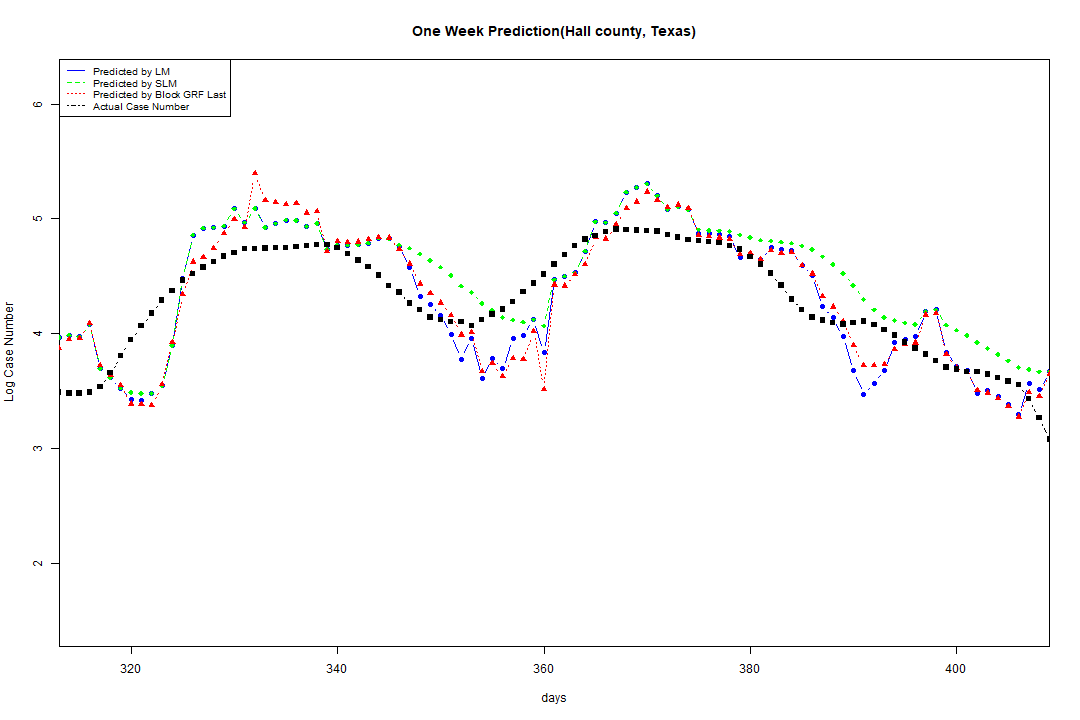 One Week Prediction(Hall county, Texas)
Predicted by LM
Predicted by SLM
Predicted by Block GRF Last
Actual Case Number
6
5
4
3
2
Log Case Number
320
340
360
380
400
days